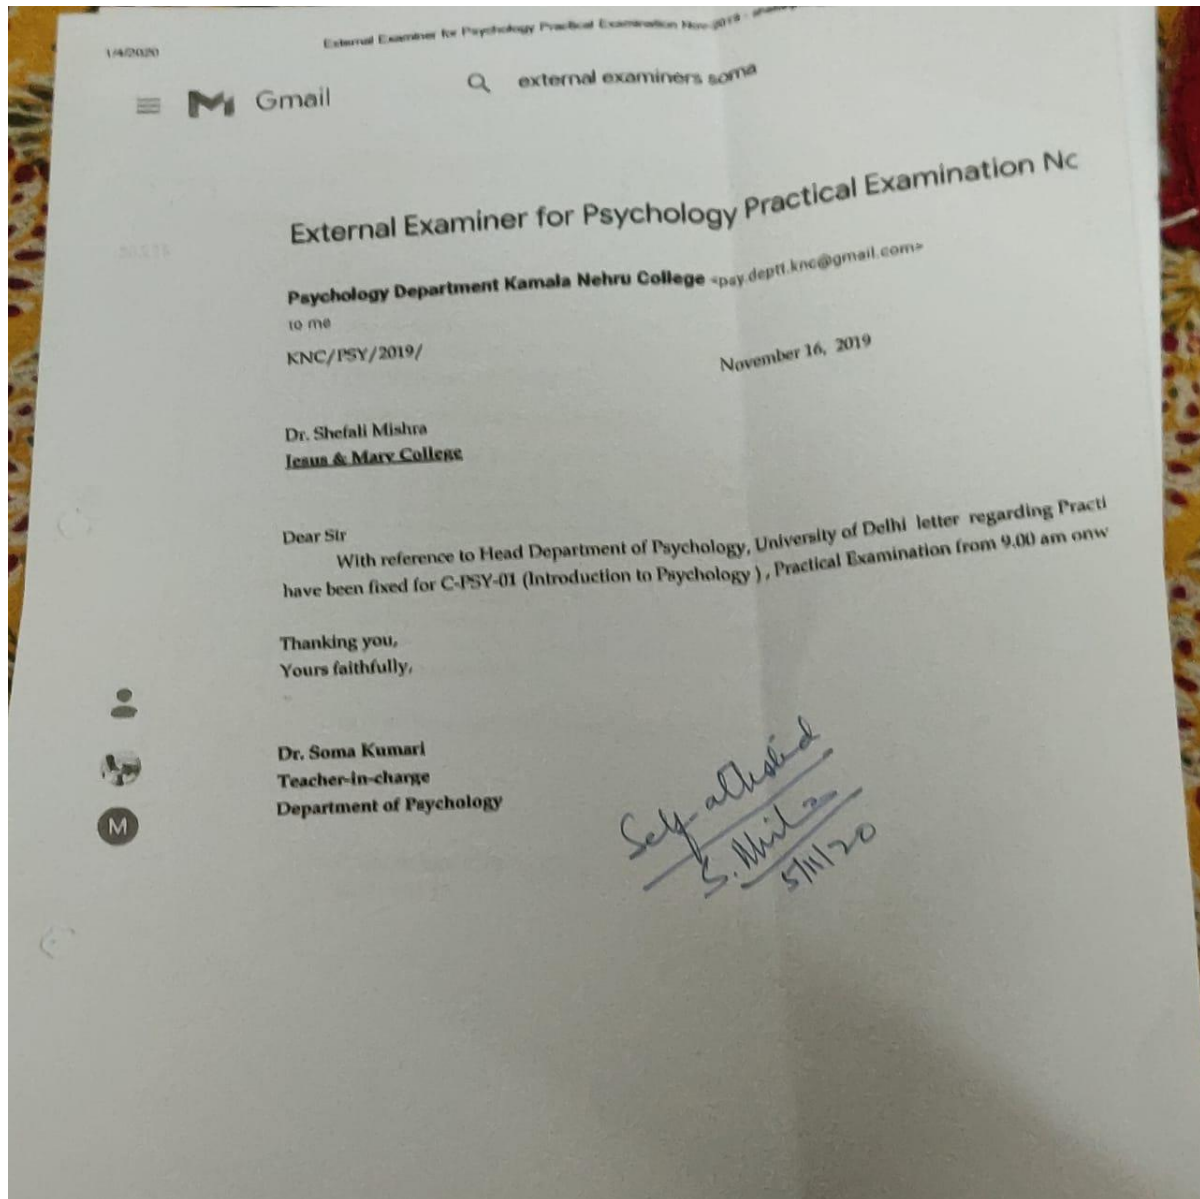 1/4/2020
External Examiner for Psychology Practical Examination Nov-2019 -
Gmail
external examiners soma
External Examiner for Psychology Practical Examination Nc
Psychology Department Kamala Nehru College <psy.deptt.knc@gmail.com>
to me
KNC/PSY/2019/
November 16, 2019
Dr. Shefali Mishra
Jesus & Mary College
Dear Sir
With reference to Head Department of Psychology, University of Delhi letter regarding Practi
have been fixed for C-PSY-01 (Introduction to Psychology ) , Practical Examination from 9.00 am onw
Thanking you,
Yours faithfully,
Dr. Soma Kumari
Teacher-in-charge
Department of Psychology
M
Self-attested
S.
5/11/20